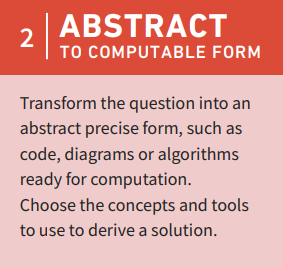 2
ABSTRACT
TO COMPUTABLE FORM
Transform the question into an
abstract precise form, such as
code, diagrams or algorithms
ready for computation.
Choose the concepts and tools
to use to derive a solution.